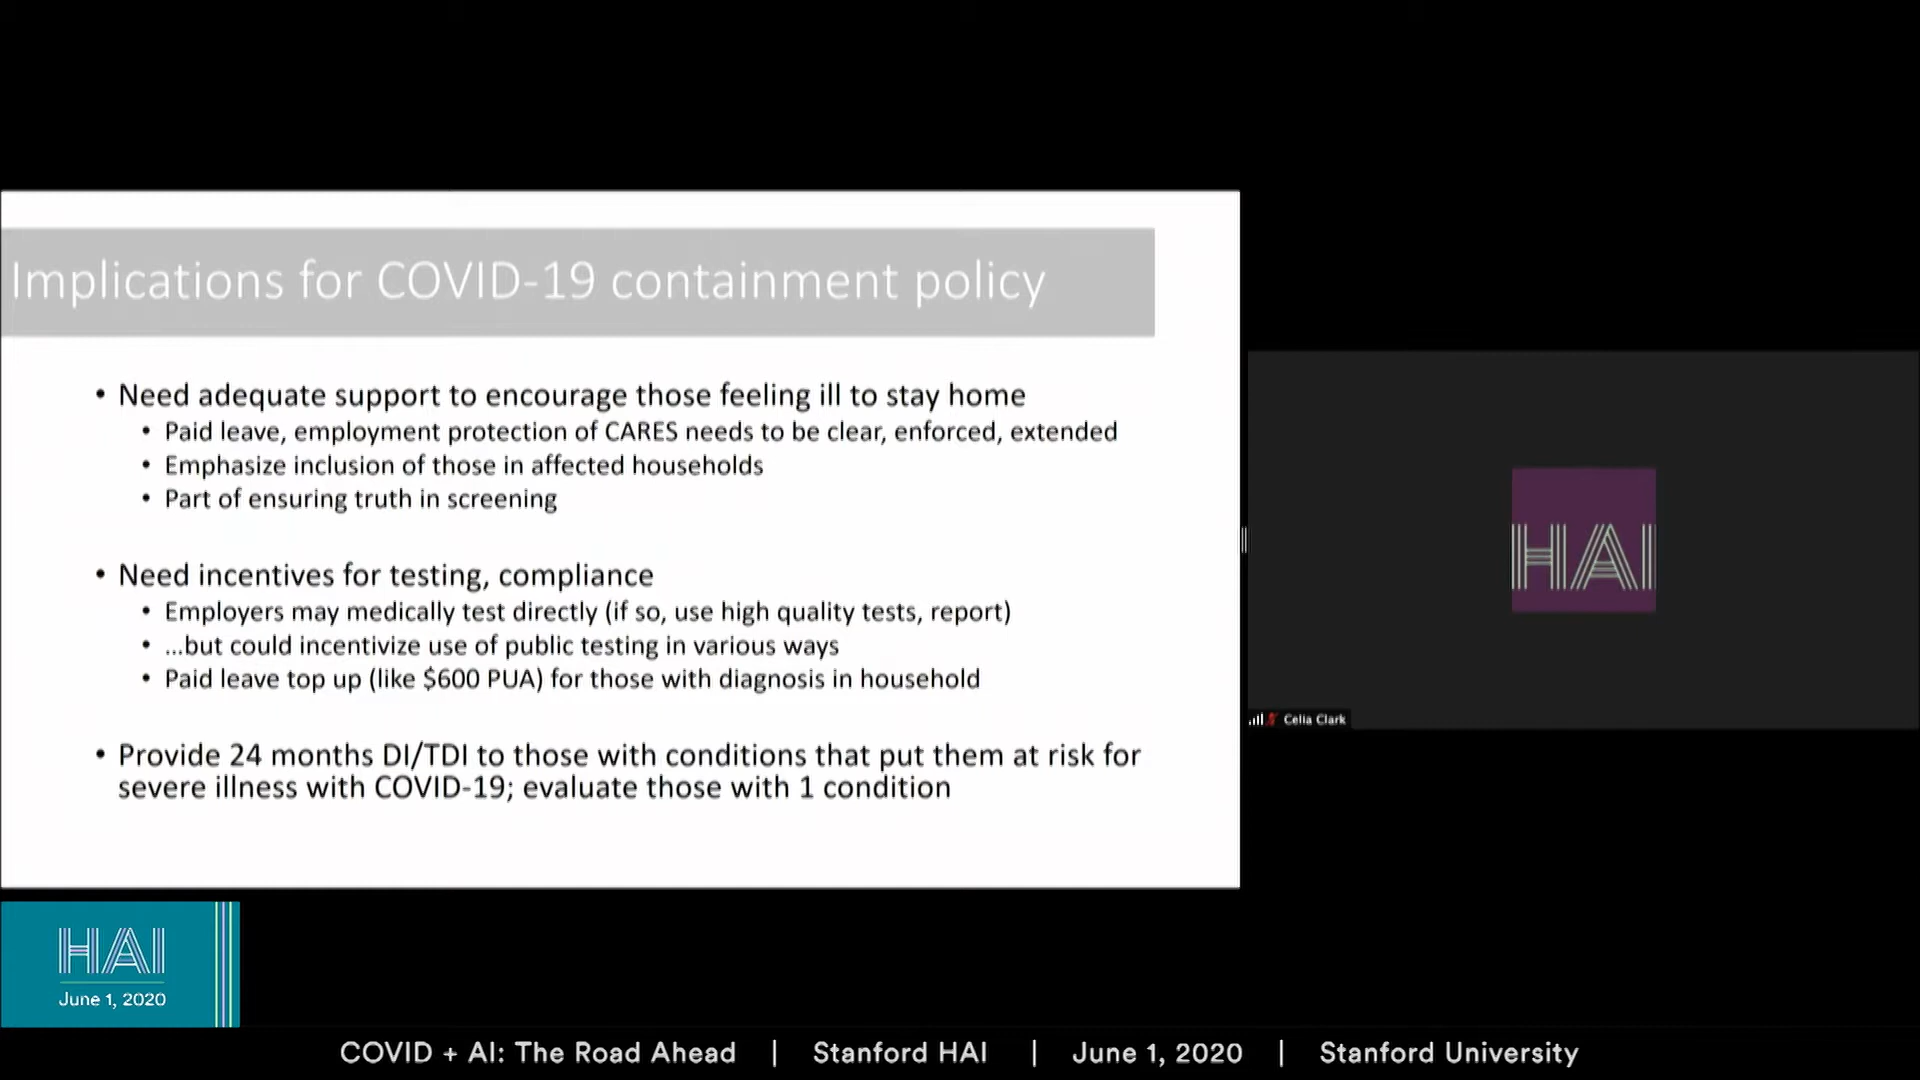 Implications for COVID-19 containment policy
• Need adequate support to encourage those feeling ill to stay home
• Paid leave, employment protection of CARES needs to be clear, enforced, extended
• Emphasize inclusion of those in affected households
• Part of ensuring truth in screening
• Need incentives for testing, compliance
• Employers may medically test directly (if so, use high quality tests, report)
• ...but could incentivize use of public testing in various ways
• Paid leave top up (like $600 PUA) for those with diagnosis in household
• Provide 24 months DI/TDI to those with conditions that put them at risk for
severe illness with COVID-19; evaluate those with 1 condition
HAI
Celia Clark
HAI
June 1, 2020
COVID + AI: The Road Ahead | Stanford HAI | June 1, 2020 | Stanford University